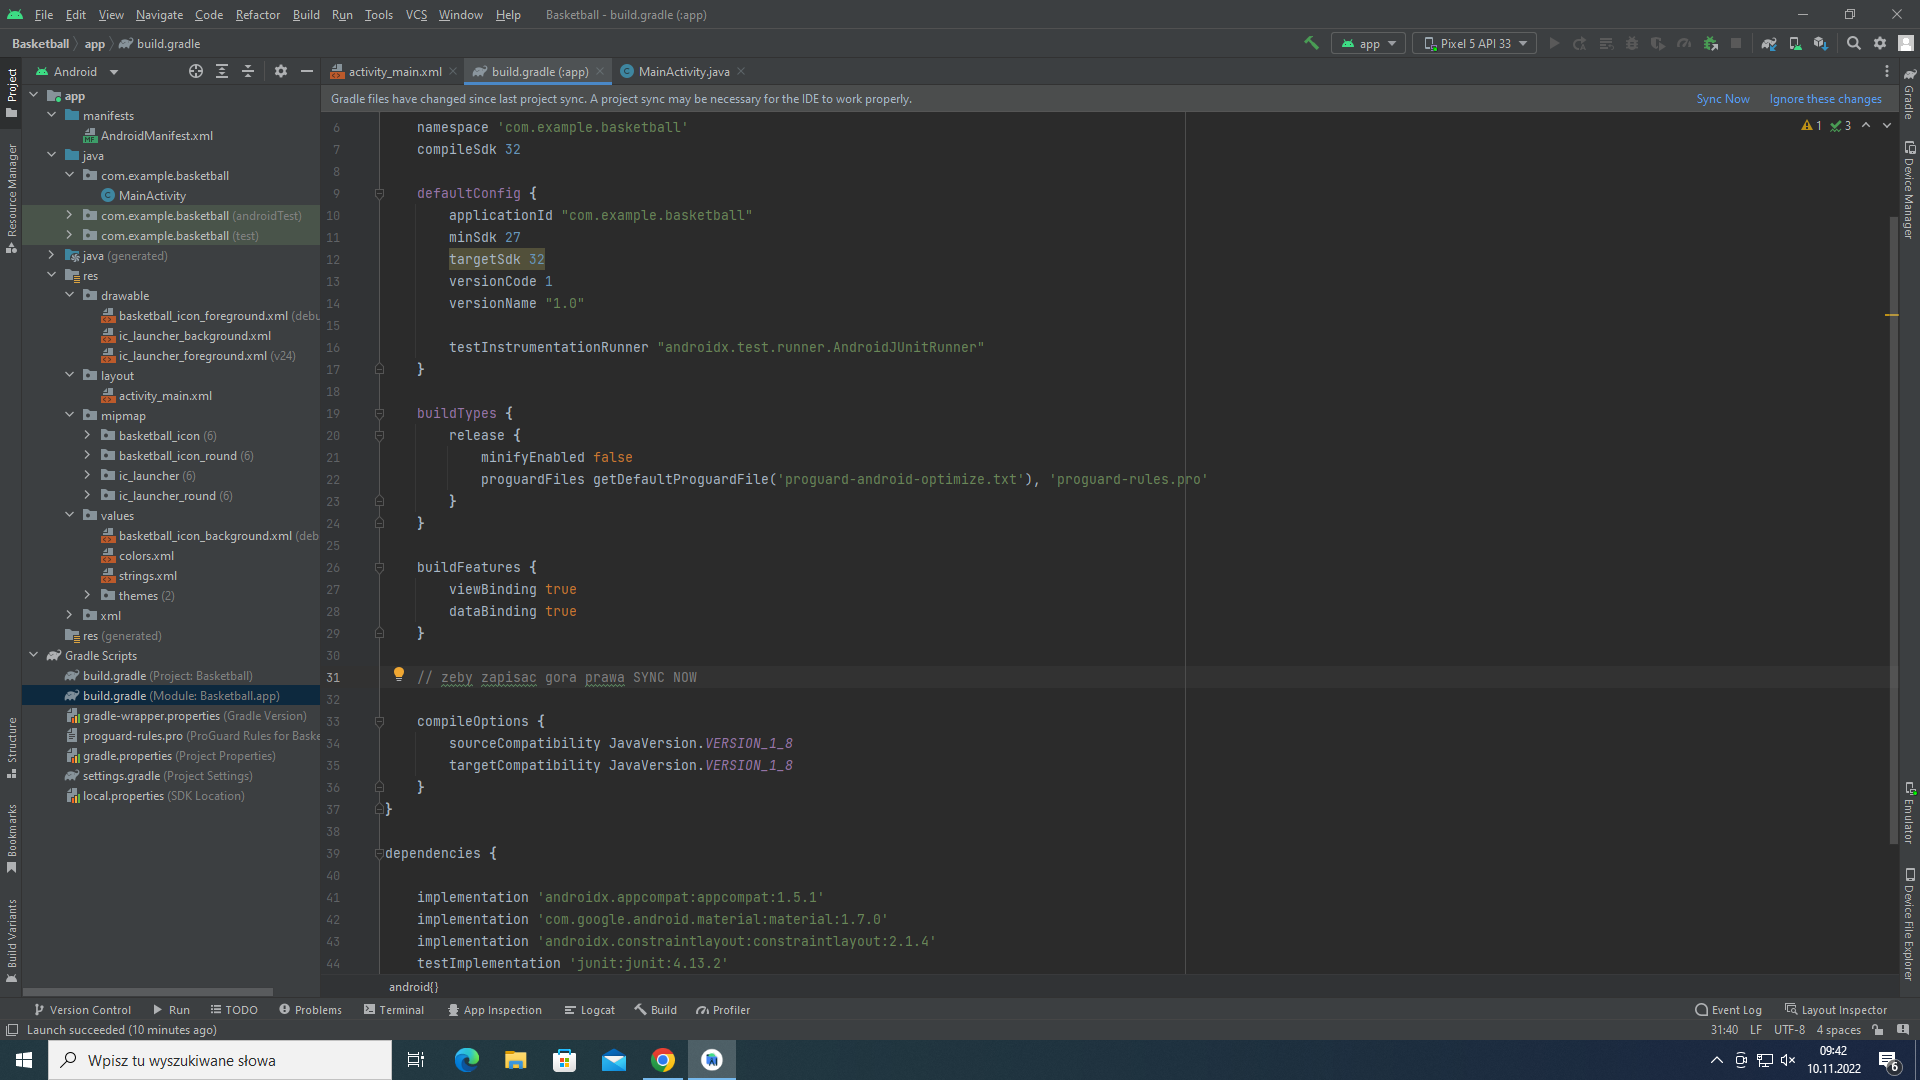 File Edit View Navigate Code Refactor Build Run Tools VCS Window Help Basketball - build.gradle (:app)
Basketball app build.gradle app Pixel 5 API 33
Project Android activity_main.xml build.gradle (:app) MainActivity.java
Gradle files have changed since last project sync. A project sync may be necessary for the IDE to work properly. Sync Now Ignore these changes
app
manifests
AndroidManifest.xml
java
com.example.basketball
MainActivity
com.example.basketball (androidTest)
com.example.basketball (test)
java (generated)
res
drawable
basketball_icon_foreground.xml (debu
ic_launcher_background.xml
ic_launcher_foreground.xml (v24)
layout
activity_main.xml
mipmap
basketball_icon (6)
basketball_icon_round (6)
ic_launcher (6)
ic_launcher_round (6)
values
basketball_icon_background.xml (deb
colors.xml
strings.xml
themes (2)
xml
res (generated)
Gradle Scripts
build.gradle (Project: Basketball)
build.gradle (Module: Basketball.app)
gradle-wrapper.properties (Gradle Version)
proguard-rules.pro (ProGuard Rules for Baske
gradle.properties (Project Properties)
settings.gradle (Project Settings)
local.properties (SDK Location)
Resource Manager
Structure
Bookmarks
Build Variants
6 namespace 'com.example.basketball'
7 compileSdk 32
8
9 defaultConfig {
10 applicationId "com.example.basketball"
11 minSdk 27
12 targetSdk 32
13 versionCode 1
14 versionName "1.0"
15
16 testInstrumentationRunner "androidx.test.runner.AndroidJUnitRunner"
17 }
18
19 buildTypes {
20 release {
21 minifyEnabled false
22 proguardFiles getDefaultProguardFile('proguard-android-optimize.txt'), 'proguard-rules.pro'
23 }
24 }
25
26 buildFeatures {
27 viewBinding true
28 dataBinding true
29 }
30
31 // zeby zapisac gora prawa SYNC NOW
32
33 compileOptions {
34 sourceCompatibility JavaVersion.VERSION_1_8
35 targetCompatibility JavaVersion.VERSION_1_8
36 }
37 }
38
39 dependencies {
40
41 implementation 'androidx.appcompat:appcompat:1.5.1'
42 implementation 'com.google.android.material:material:1.7.0'
43 implementation 'androidx.constraintlayout:constraintlayout:2.1.4'
44 testImplementation 'junit:junit:4.13.2'
android{}
1 3
Gradle
Device Manager
Emulator
Device File Explorer
Version Control Run TODO Problems Terminal App Inspection Logcat Build Profiler Event Log Layout Inspector
Launch succeeded (10 minutes ago) 31:40 LF UTF-8 4 spaces
Wpisz tu wyszukiwane słowa
09:42
10.11.2022
6